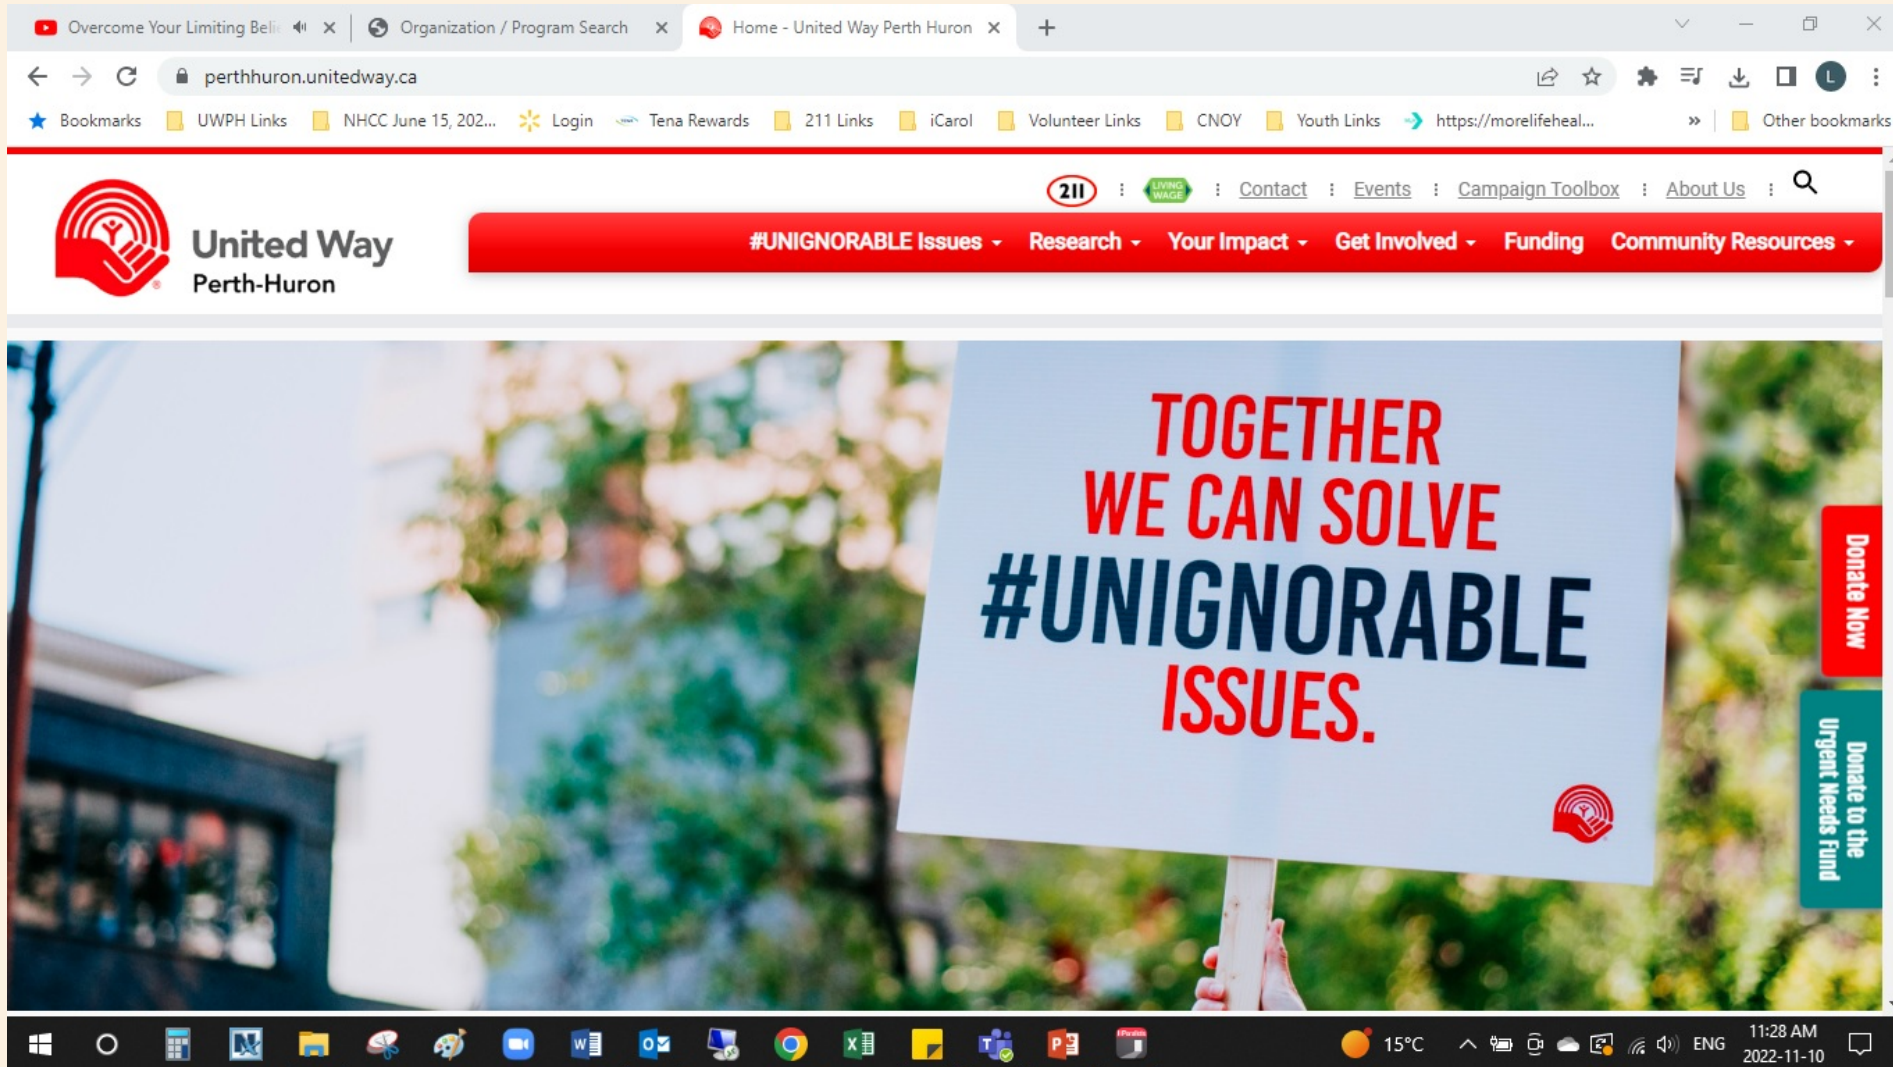 Overcome Your Limiting Beli
Organization / Program Search
Home - United Way Perth Huron
perthhuron.unitedway.ca
L
Bookmarks
UWPH Links
NHCC June 15, 202...
Login
Tena Rewards
211 Links
iCarol
Volunteer Links
CNOY
Youth Links
https://morelifeheal...
»
Other bookmarks
211
LIVING
WAGE
Contact
Events
Campaign Toolbox
About Us
United Way
Perth-Huron
#UNIGNORABLE Issues
Research
Your Impact
Get Involved
Funding
Community Resources
TOGETHER
WE CAN SOLVE
#UNIGNORABLE
ISSUES.
Donate Now
Donate to the
Urgent Needs Fund
15°C
ENG
11:28 AM
2022-11-10